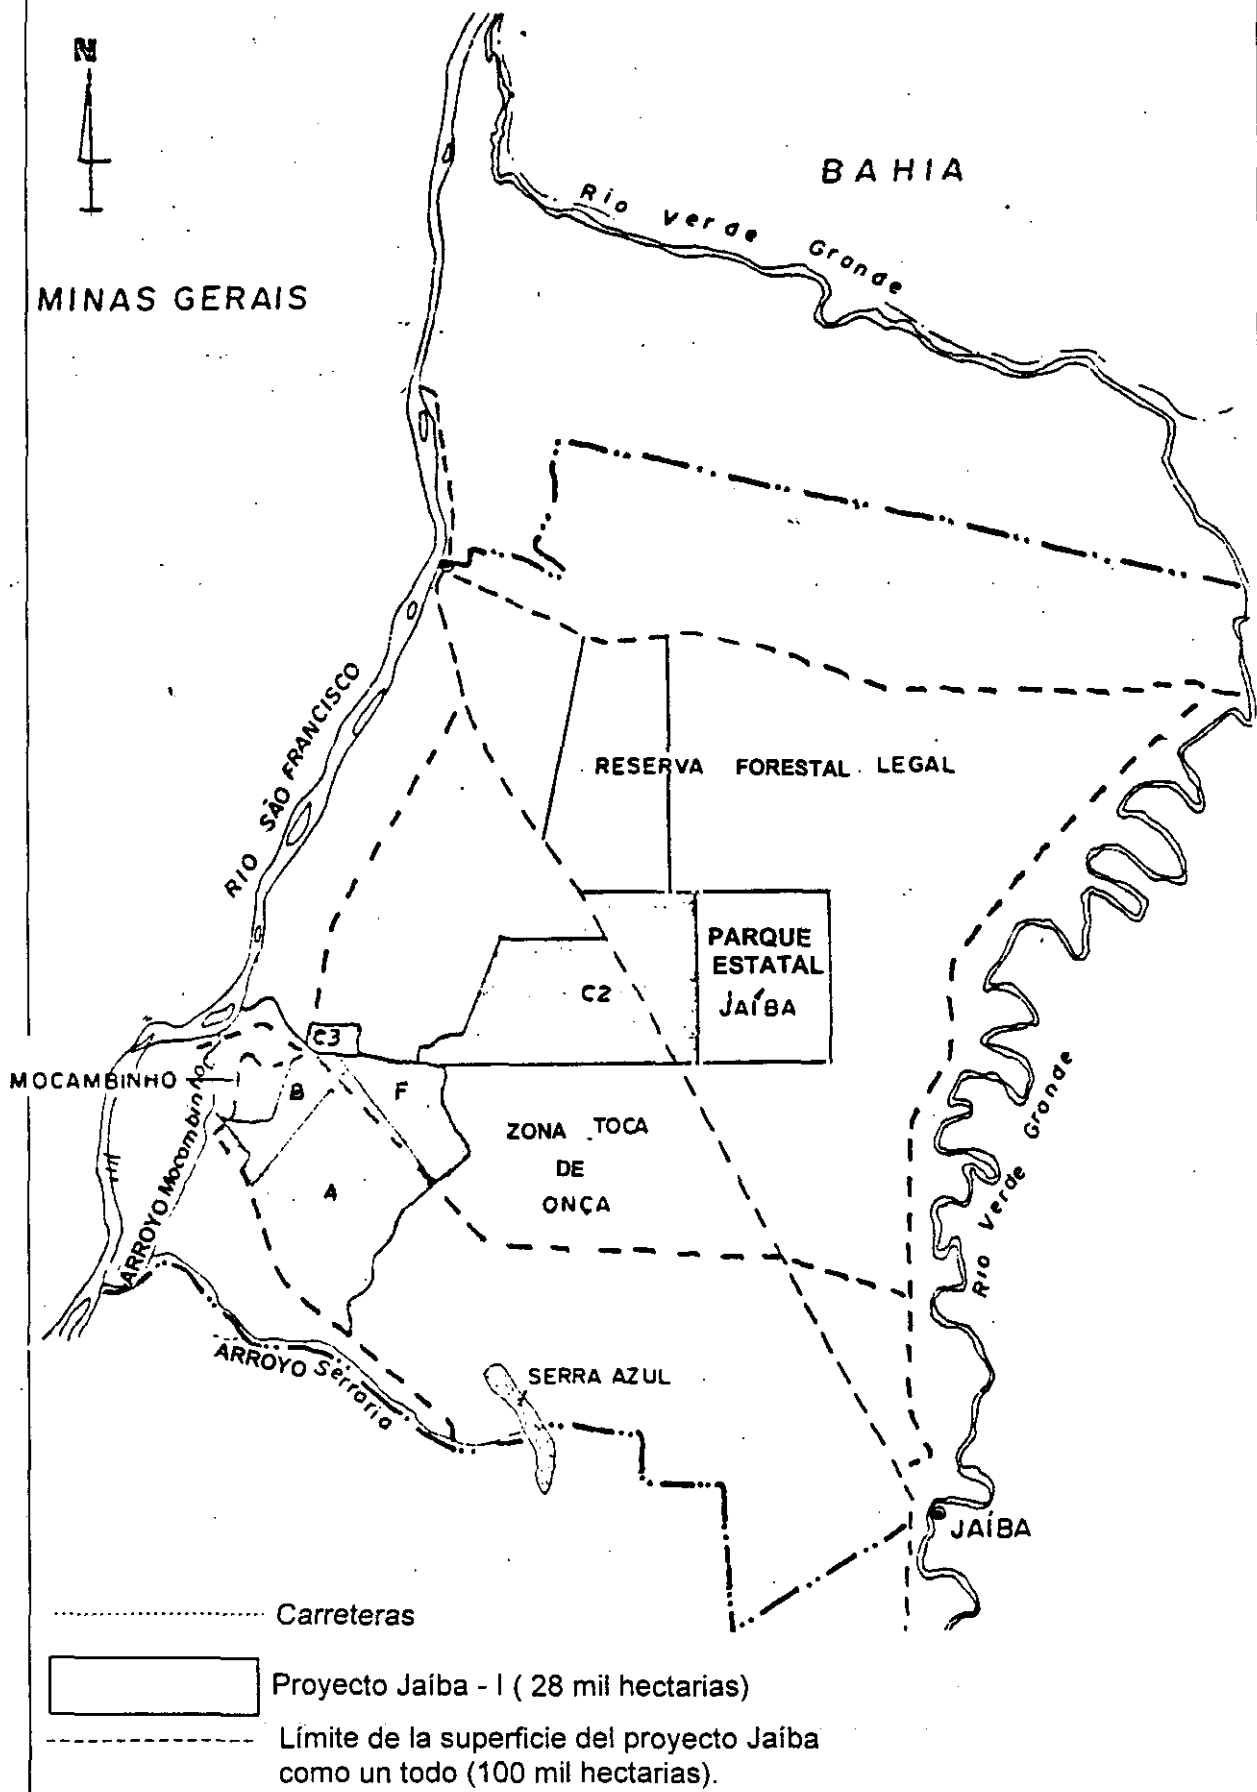 N
BAHIA
Rio Verde Grande
MINAS GERAIS
RIO SÃO FRANCISCO
RESERVA FORESTAL LEGAL
PARQUE
ESTATAL
JAÍBA
C2
C3
MOCAMBINHO
B
F
ARROYO Mocambinho
A
ZONA TOCA
DE
ONÇA
Rio Verde Grande
ARROYO Serraria
SERRA AZUL
JAÍBA
Carreteras
Proyecto Jaíba - I ( 28 mil hectarias)
Límite de la superficie del proyecto Jaíba
como un todo (100 mil hectarias).